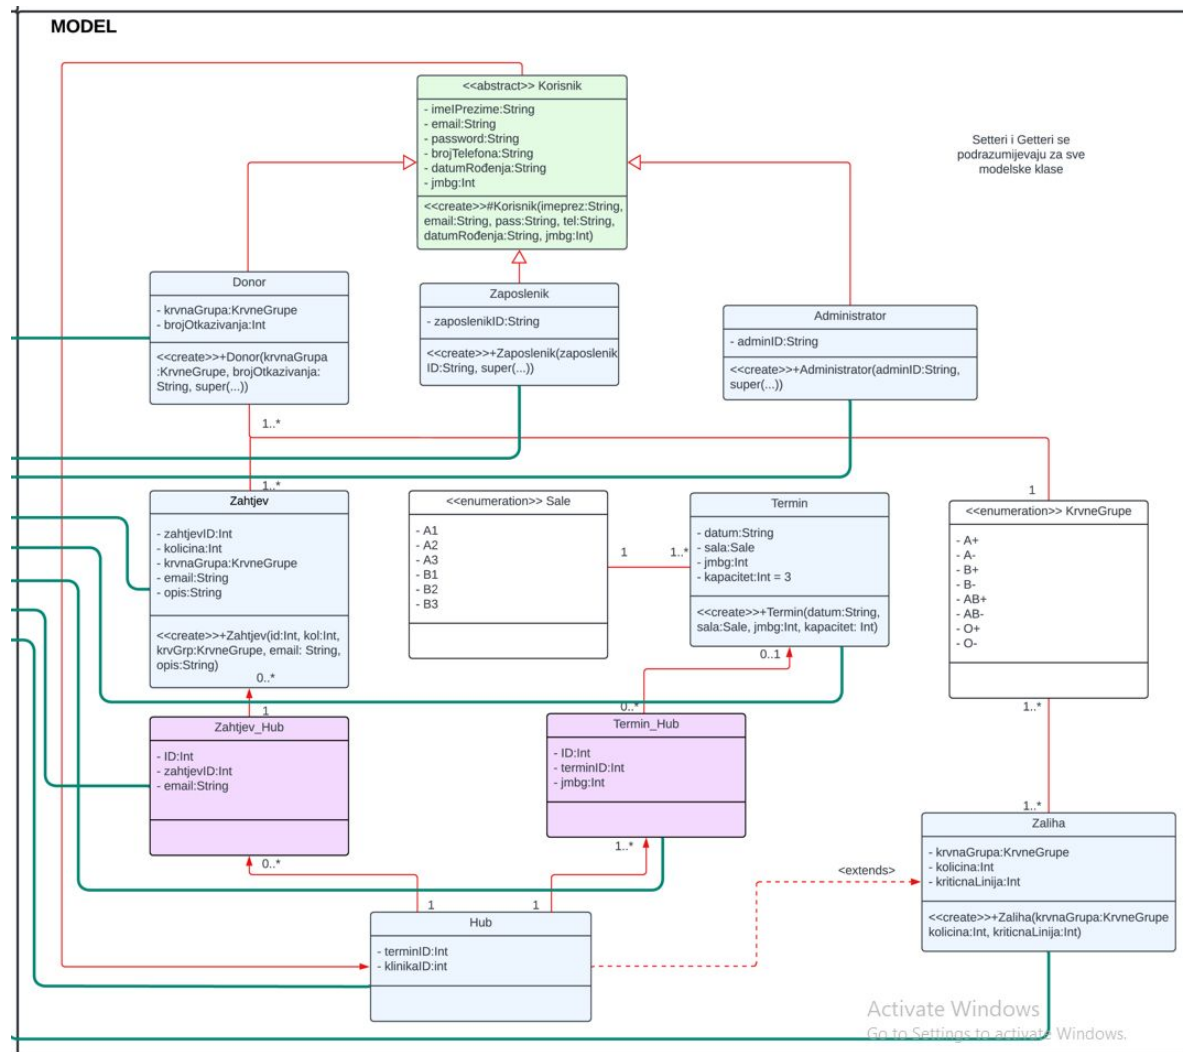 MODEL
<<abstract>> Korisnik
- imeIPrezime:String
- email:String
- password:String
- brojTelefona:String
- datumRođenja:String
- jmbg:Int
<<create>>#Korisnik(imeprez:String,
email:String, pass:String, tel:String,
datumRođenja:String, jmbg:Int)
Setteri i Getteri se
podrazumijevaju za sve
modelske klase
Donor
- krvnaGrupa:KrvneGrupe
- brojOtkazivanja:Int
<<create>>+Donor(krvnaGrupa
:KrvneGrupe, brojOtkazivanja:
String, super(...))
Zaposlenik
- zaposlenikID:String
<<create>>+Zaposlenik(zaposlenik
ID:String, super(...))
Administrator
- adminID:String
<<create>>+Administrator(adminID:String,
super(...))
1..*
1..*
1
Zahtjev
- zahtjevID:Int
- kolicina:Int
- krvnaGrupa:KrvneGrupe
- email:String
- opis:String
<<create>>+Zahtjev(id:Int, kol:Int,
krvGrp:KrvneGrupe, email: String,
opis:String)
0..*
1
<<enumeration>> Sale
- A1
- A2
- A3
- B1
- B2
- B3
1
1..*
Termin
- datum:String
- sala:Sale
- jmbg:Int
- kapacitet:Int = 3
<<create>>+Termin(datum:String,
sala:Sale, jmbg:Int, kapacitet: Int)
0..1
0..*
<<enumeration>> KrvneGrupe
- A+
- A-
- B+
- B-
- AB+
- AB-
- O+
- O-
1..*
1..*
Zahtjev_Hub
- ID:Int
- zahtjevID:Int
- email:String
0..*
1
Termin_Hub
- ID:Int
- terminID:Int
- jmbg:Int
1..*
1
Hub
- terminID:Int
- klinikaID:int
<extends>
Zaliha
- krvnaGrupa:KrvneGrupe
- kolicina:Int
- kriticnaLinija:Int
<<create>>+Zaliha(krvnaGrupa:KrvneGrupe
kolicina:Int, kriticnaLinija:Int)
Activate Windows
Go to Settings to activate Windows.